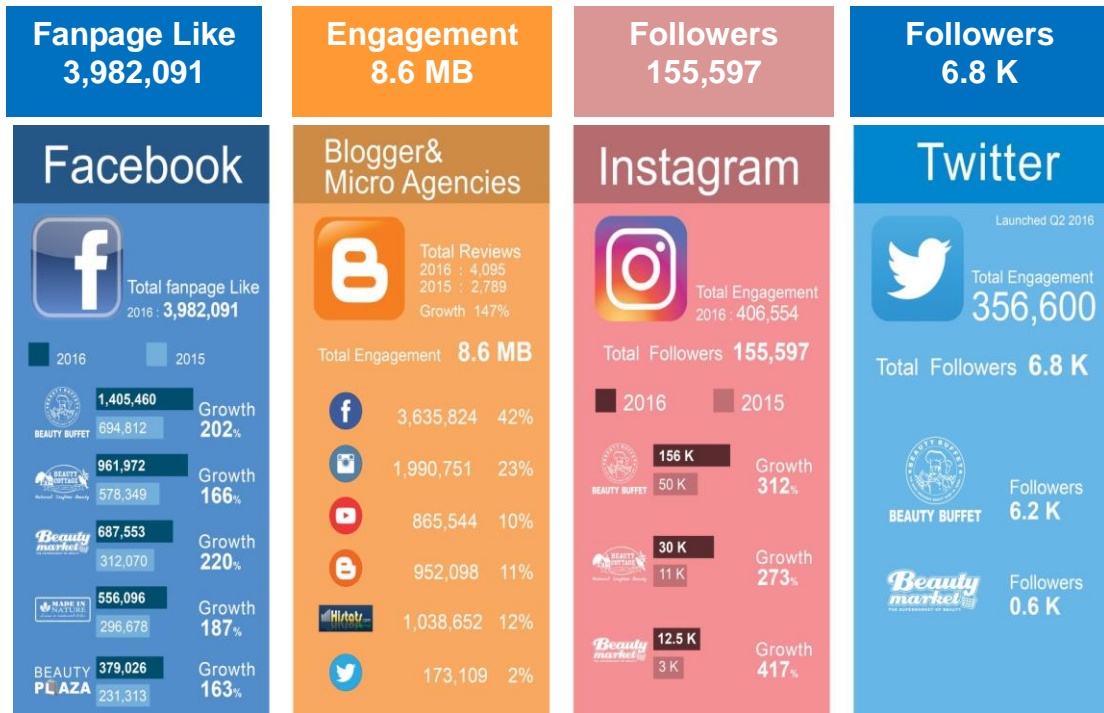 Fanpage Like
3,982,091
Engagement
8.6 MB
Followers
155,597
Followers
6.8 K
Facebook
Total fanpage Like
2016 : 3,982,091
2016
2015
BEAUTY BUFFET
1,405,460
694,812
Growth
202%
BEAUTY
COTTAGE
961,972
578,349
Growth
166%
Beauty
market
687,553
312,070
Growth
220%
MADE IN
NATURE
556,096
296,678
Growth
187%
BEAUTY
PLAZA
379,026
231,313
Growth
163%
Blogger&
Micro Agencies
Total Reviews
2016 : 4,095
2015 : 2,789
Growth 147%
Total Engagement 8.6 MB
3,635,824 42%
1,990,751 23%
865,544 10%
952,098 11%
Histats
1,038,652 12%
173,109 2%
Instagram
Total Engagement
2016 : 406,554
Total Followers 155,597
2016
2015
BEAUTY BUFFET
156 K
50 K
Growth
312%
BEAUTY
COTTAGE
30 K
11 K
Growth
273%
Beauty
market
12.5 K
3 K
Growth
417%
Twitter
Launched Q2 2016
Total Engagement
356,600
Total Followers 6.8 K
BEAUTY BUFFET
Followers
6.2 K
Beauty
market
THE SUPERMARKET OF BEAUTY
Followers
0.6 K